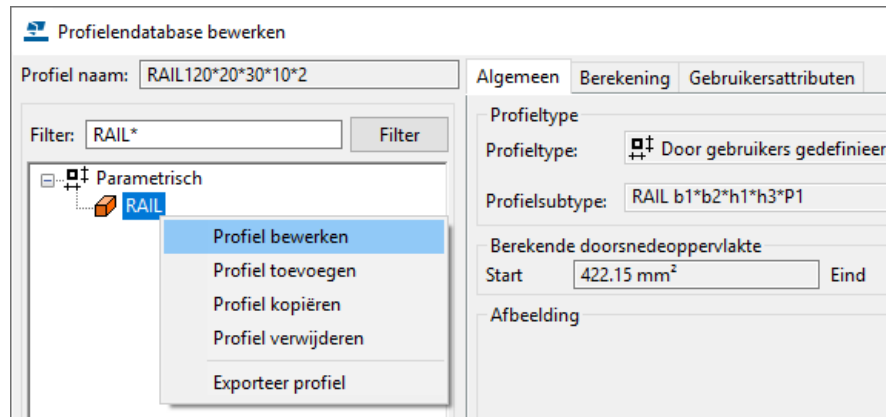 Profielendatabase bewerken
Profiel naam: RAIL120*20*30*10*2
Filter: RAIL* Filter
Parametrisch
RAIL
Profiel bewerken
Profiel toevoegen
Profiel kopiëren
Profiel verwijderen
Exporteer profiel
Algemeen Berekening Gebruikersattributen
Profieltype
Profieltype: Door gebruikers gedefinieer
Profielsubtype: RAIL b1*b2*h1*h3*P1
Berekende doorsnedeoppervlakte
Start 422.15 mm² Eind
Afbeelding